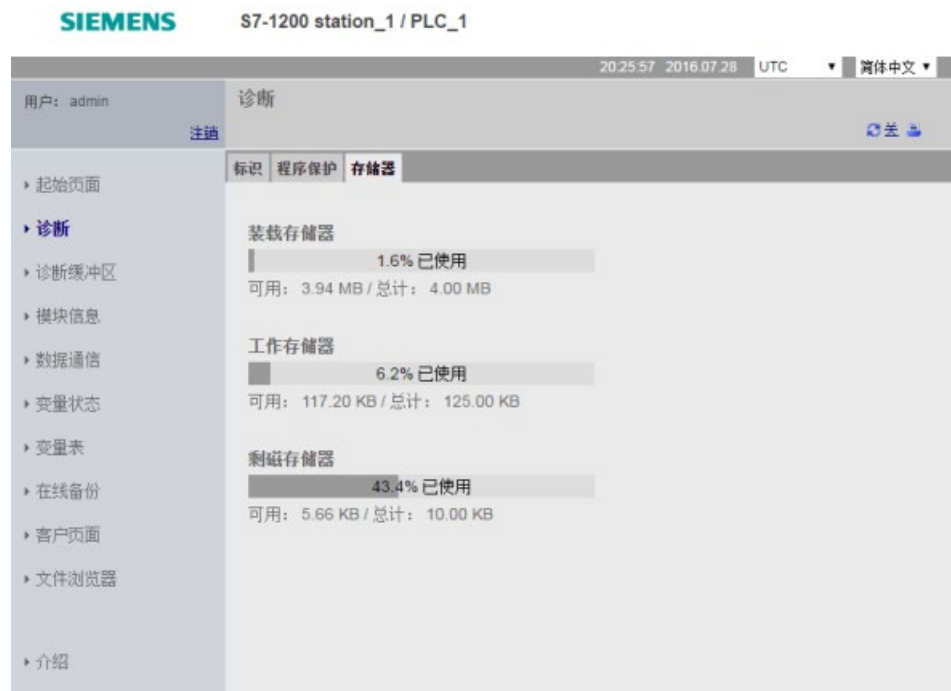 SIEMENS S7-1200 station_1 / PLC_1
20:25:57 2016.07.28 UTC 简体中文
用户: admin
注销
诊断
关
标识 程序保护 存储器
起始页面
诊断
诊断缓冲区
模块信息
数据通信
变量状态
变量表
在线备份
客户页面
文件浏览器
介绍
装载存储器
1.6% 已使用
可用: 3.94 MB / 总计: 4.00 MB
工作存储器
6.2% 已使用
可用: 117.20 KB / 总计: 125.00 KB
剩磁存储器
43.4% 已使用
可用: 5.66 KB / 总计: 10.00 KB